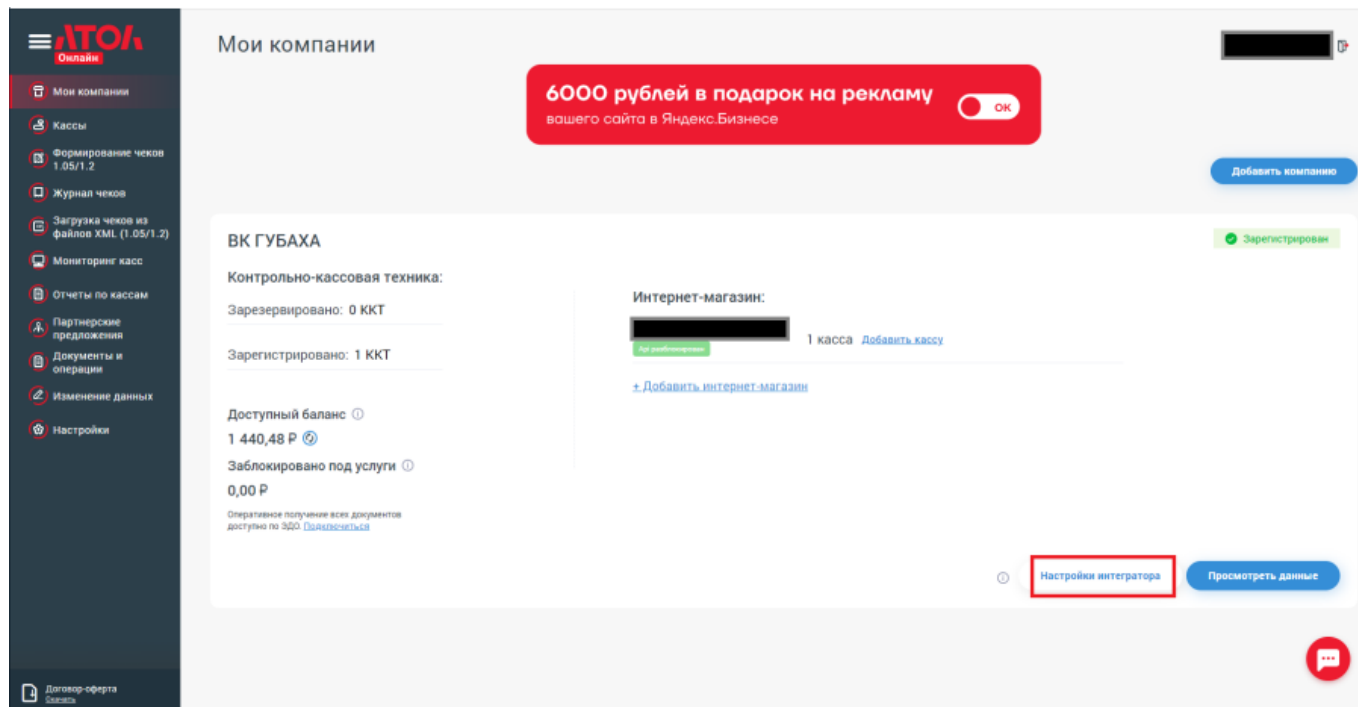 АТОЛ
Онлайн
Мои компании
Кассы
Формирование чеков
1.05/1.2
Журнал чеков
Загрузка чеков из
файлов XML (1.05/1.2)
Мониторинг касс
Отчеты по кассам
Партнерские
предложения
Документы и
операции
Изменение данных
Настройки
Договор-оферта
Скачать
Мои компании
6000 рублей в подарок на рекламу
вашего сайта в Яндекс.Бизнесе
ОК
Добавить компанию
ВК ГУБАХА
Зарегистрирован
Контрольно-кассовая техника:
Зарезервировано: 0 ККТ
Зарегистрировано: 1 ККТ
Доступный баланс
1 440,48 ₽
Заблокировано под услуги
0,00 ₽
Оперативное получение всех документов
доступно по ЭДО. Подключиться
Интернет-магазин:
1 касса Добавить кассу
+ Добавить интернет-магазин
Настройки интегратора
Просмотреть данные